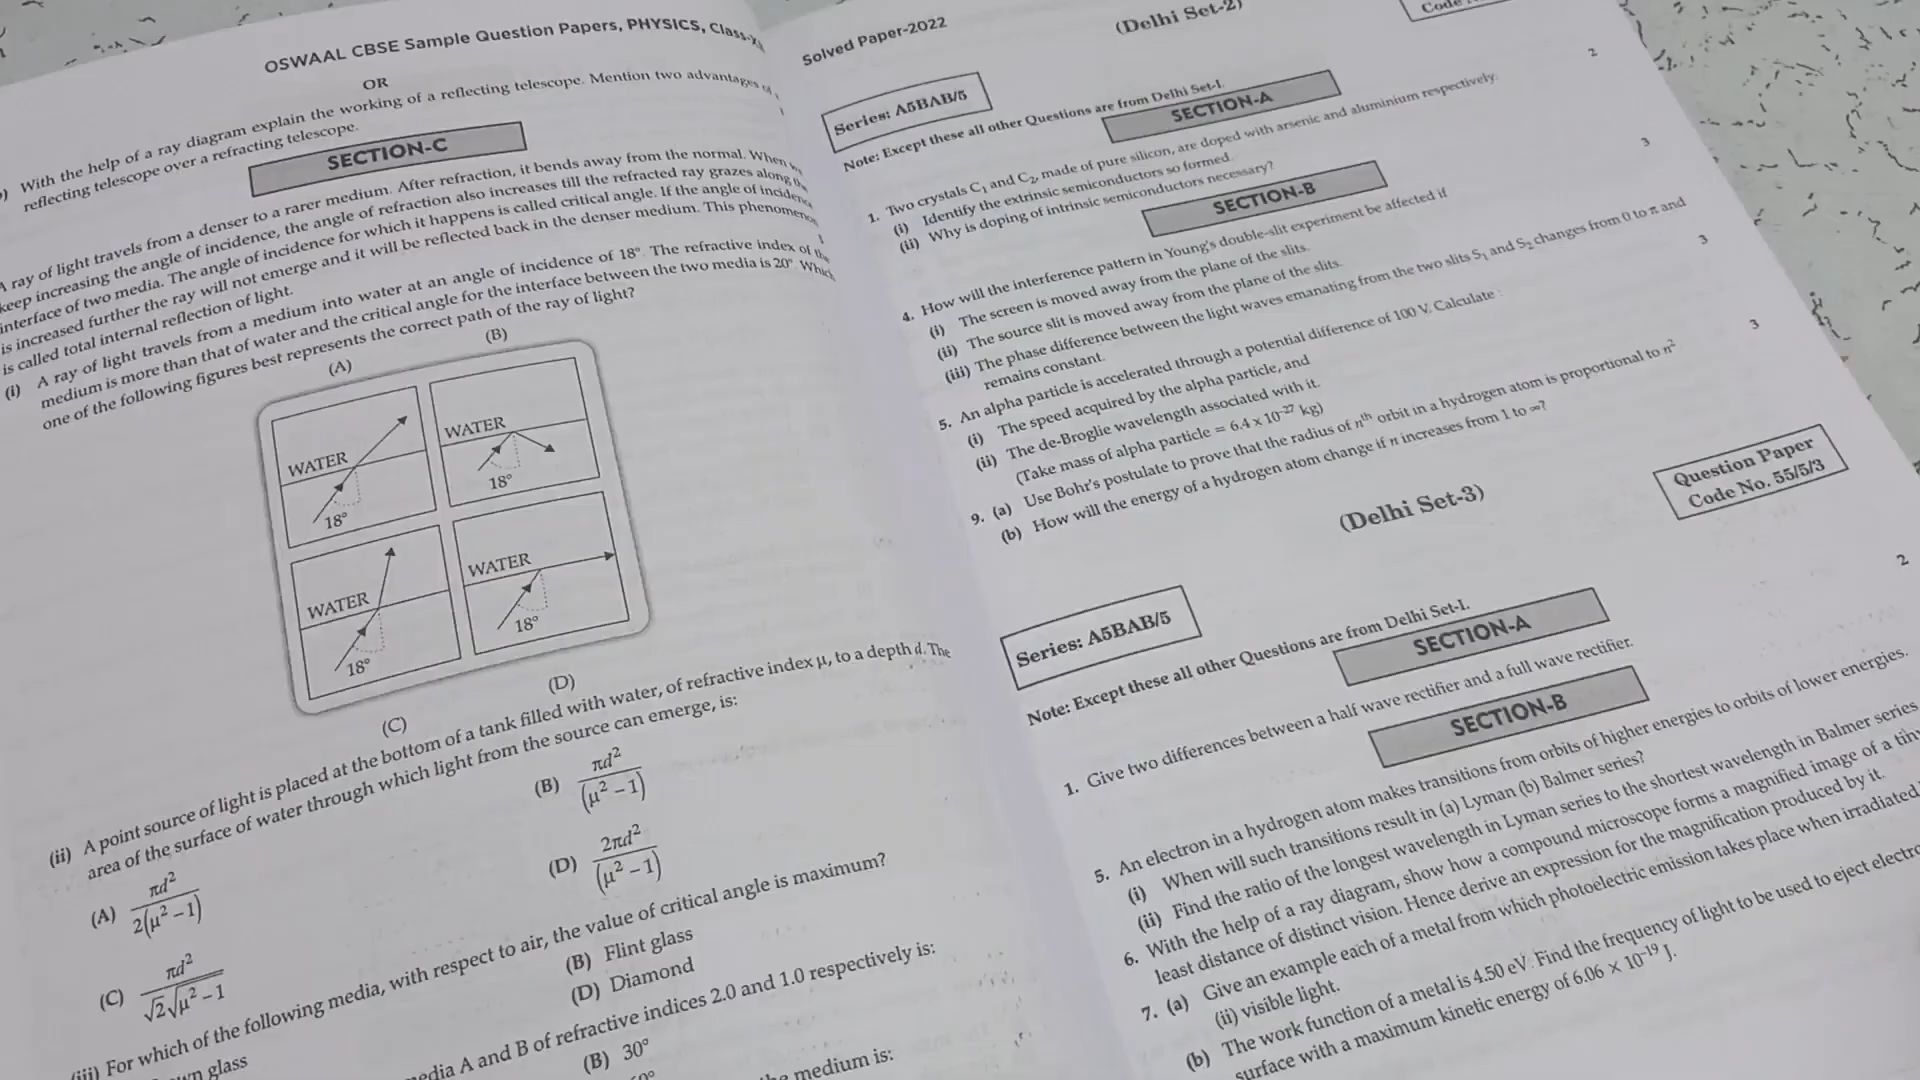 OSWAAL CBSE Sample Question Papers, PHYSICS, Class-
OR
With the help of a ray diagram explain the working of a reflecting telescope. Mention two advantages of
reflecting telescope over a refracting telescope.
SECTION-C
A ray of light travels from a denser to a rarer medium. After refraction, it bends away from the normal. When we
keep increasing the angle of incidence, the angle of refraction also increases till the refracted ray grazes along the
interface of two media. The angle of incidence for which it happens is called critical angle. If the angle of incidence
is increased further the ray will not emerge and it will be reflected back in the denser medium. This phenomenon
is called total internal reflection of light.
(i) A ray of light travels from a medium into water at an angle of incidence of 18°. The refractive index of the
medium is more than that of water and the critical angle for the interface between the two media is 20°. Which
one of the following figures best represents the correct path of the ray of light?
(A)
(B)
WATER
18°
WATER
18°
WATER
18°
WATER
18°
(C)
(D)
(ii) A point source of light is placed at the bottom of a tank filled with water, of refractive index μ, to a depth d. The
area of the surface of water through which light from the source can emerge, is:
(A) πd²/2(μ² – 1)
(B) πd²/(μ² – 1)
(C) πd²/√2√μ² – 1
(D) 2πd²/(μ² – 1)
(iii) For which of the following media, with respect to air, the value of critical angle is maximum?
glass
(B) Flint glass
(D) Diamond
media A and B of refractive indices 2.0 and 1.0 respectively is:
(B) 30°
medium is:
Solved Paper-2022
(Delhi Set-2)
Code
Series: A5BAB/5
Note: Except these all other Questions are from Delhi Set-I.
SECTION-A
2
1. Two crystals C₁ and C₂, made of pure silicon, are doped with arsenic and aluminium respectively.
(i) Identify the extrinsic semiconductors so formed.
(ii) Why is doping of intrinsic semiconductors necessary?
SECTION-B
3
4. How will the interference pattern in Young's double-slit experiment be affected if
(i) The screen is moved away from the plane of the slits.
(ii) The source slit is moved away from the plane of the slits.
(iii) The phase difference between the light waves emanating from the two slits S₁ and S₂ changes from 0 to π and
remains constant.
3
5. An alpha particle is accelerated through a potential difference of 100 V. Calculate :
(i) The speed acquired by the alpha particle, and
(ii) The de-Broglie wavelength associated with it.
(Take mass of alpha particle = 6.4 x 10⁻²⁷ kg)
3
9. (a) Use Bohr's postulate to prove that the radius of nᵗʰ orbit in a hydrogen atom is proportional to n²
(b) How will the energy of a hydrogen atom change if n increases from 1 to ∞?
(Delhi Set-3)
Question Paper
Code No. 55/5/3
Series: A5BAB/5
2
Note: Except these all other Questions are from Delhi Set-I.
SECTION-A
1. Give two differences between a half wave rectifier and a full wave rectifier.
SECTION-B
5. An electron in a hydrogen atom makes transitions from orbits of higher energies to orbits of lower energies.
(i) When will such transitions result in (a) Lyman (b) Balmer series?
(ii) Find the ratio of the longest wavelength in Lyman series to the shortest wavelength in Balmer series
6. With the help of a ray diagram, show how a compound microscope forms a magnified image of a tiny
least distance of distinct vision. Hence derive an expression for the magnification produced by it.
7. (a) Give an example each of a metal from which photoelectric emission takes place when irradiated
(ii) visible light.
(b) The work function of a metal is 4.50 eV. Find the frequency of light to be used to eject electro
surface with a maximum kinetic energy of 6.06 × 10⁻¹⁹ J.